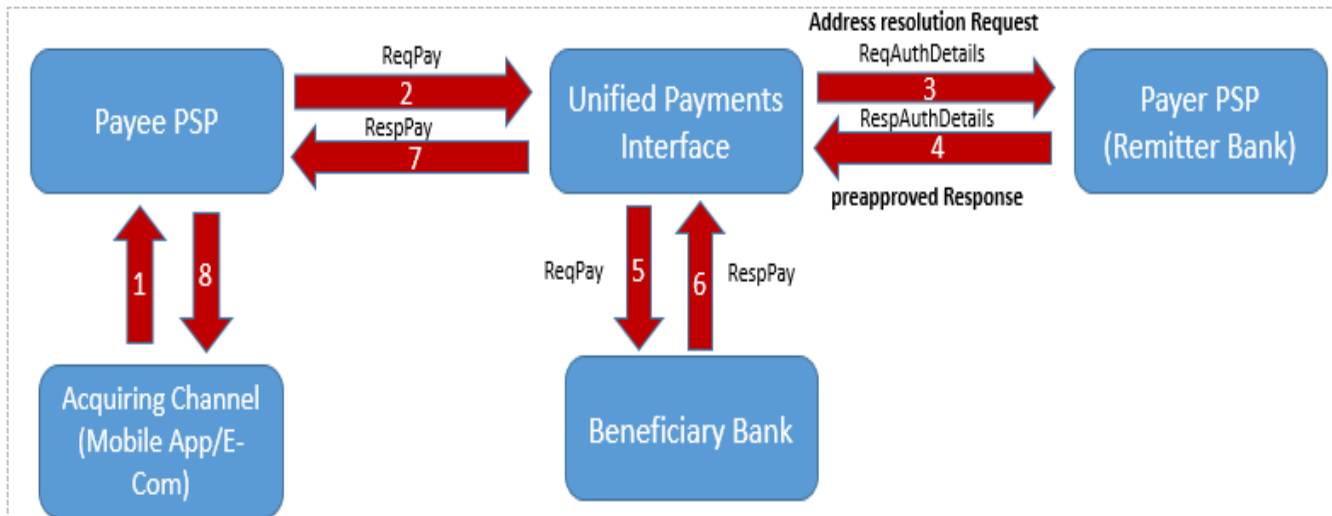 Address resolution Request
ReqPay
ReqAuthDetails
2
3
Payee PSP
Unified Payments
Interface
Payer PSP
(Remitter Bank)
RespPay
RespAuthDetails
7
4
preapproved Response
1
8
ReqPay
5
6
RespPay
Acquiring Channel
(Mobile App/E-
Com)
Beneficiary Bank